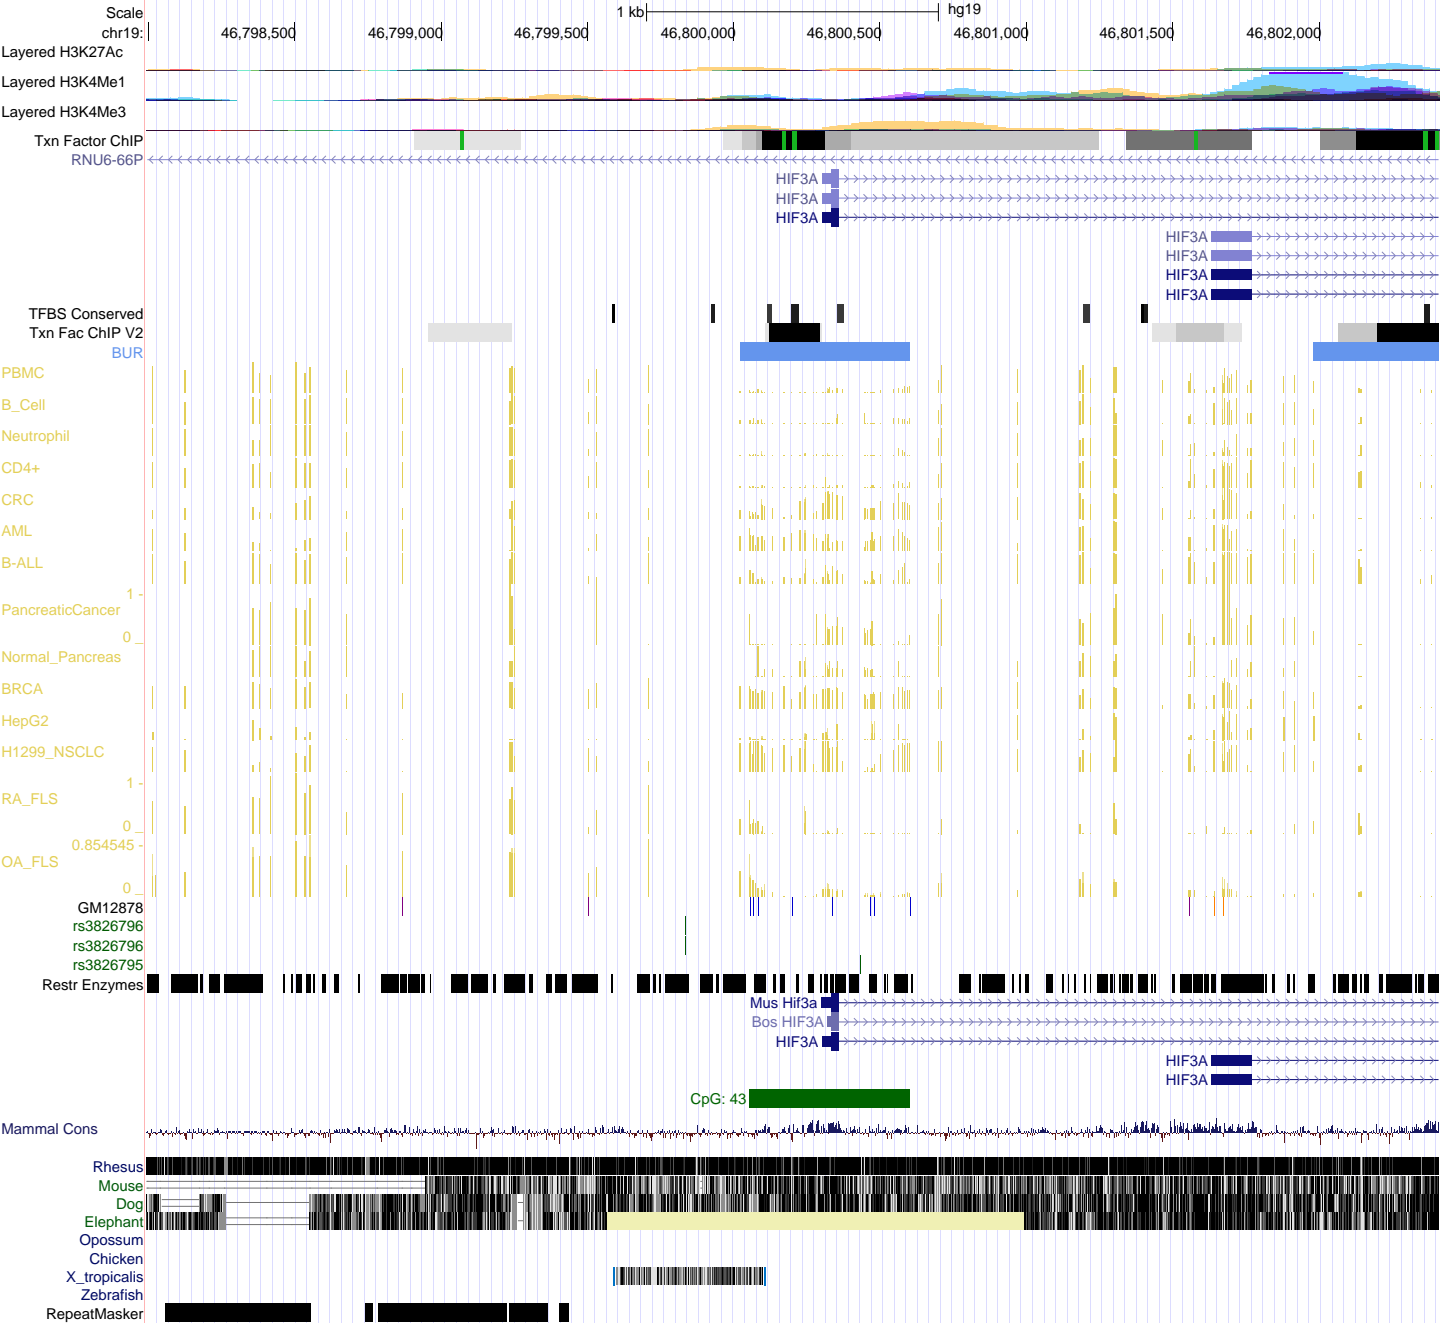 Scale 1 kb hg19
chr19: 46,798,500 46,799,000 46,799,500 46,800,000 46,800,500 46,801,000 46,801,500 46,802,000
Layered H3K27Ac
Layered H3K4Me1
Layered H3K4Me3
Txn Factor ChIP
RNU6-66P
HIF3A
HIF3A
HIF3A
HIF3A
HIF3A
HIF3A
HIF3A
TFBS Conserved
Txn Fac ChIP V2
BUR
PBMC
B_Cell
Neutrophil
CD4+
CRC
AML
B-ALL
1 -
PancreaticCancer
0 _
Normal_Pancreas
BRCA
HepG2
H1299_NSCLC
1 -
RA_FLS
0 _
0.854545 -
OA_FLS
0 _
GM12878
rs3826796
rs3826796
rs3826795
Restr Enzymes
Mus Hif3a
Bos HIF3A
HIF3A
HIF3A
HIF3A
CpG: 43
Mammal Cons
Rhesus
Mouse
Dog
Elephant
Opossum
Chicken
X_tropicalis
Zebrafish
RepeatMasker